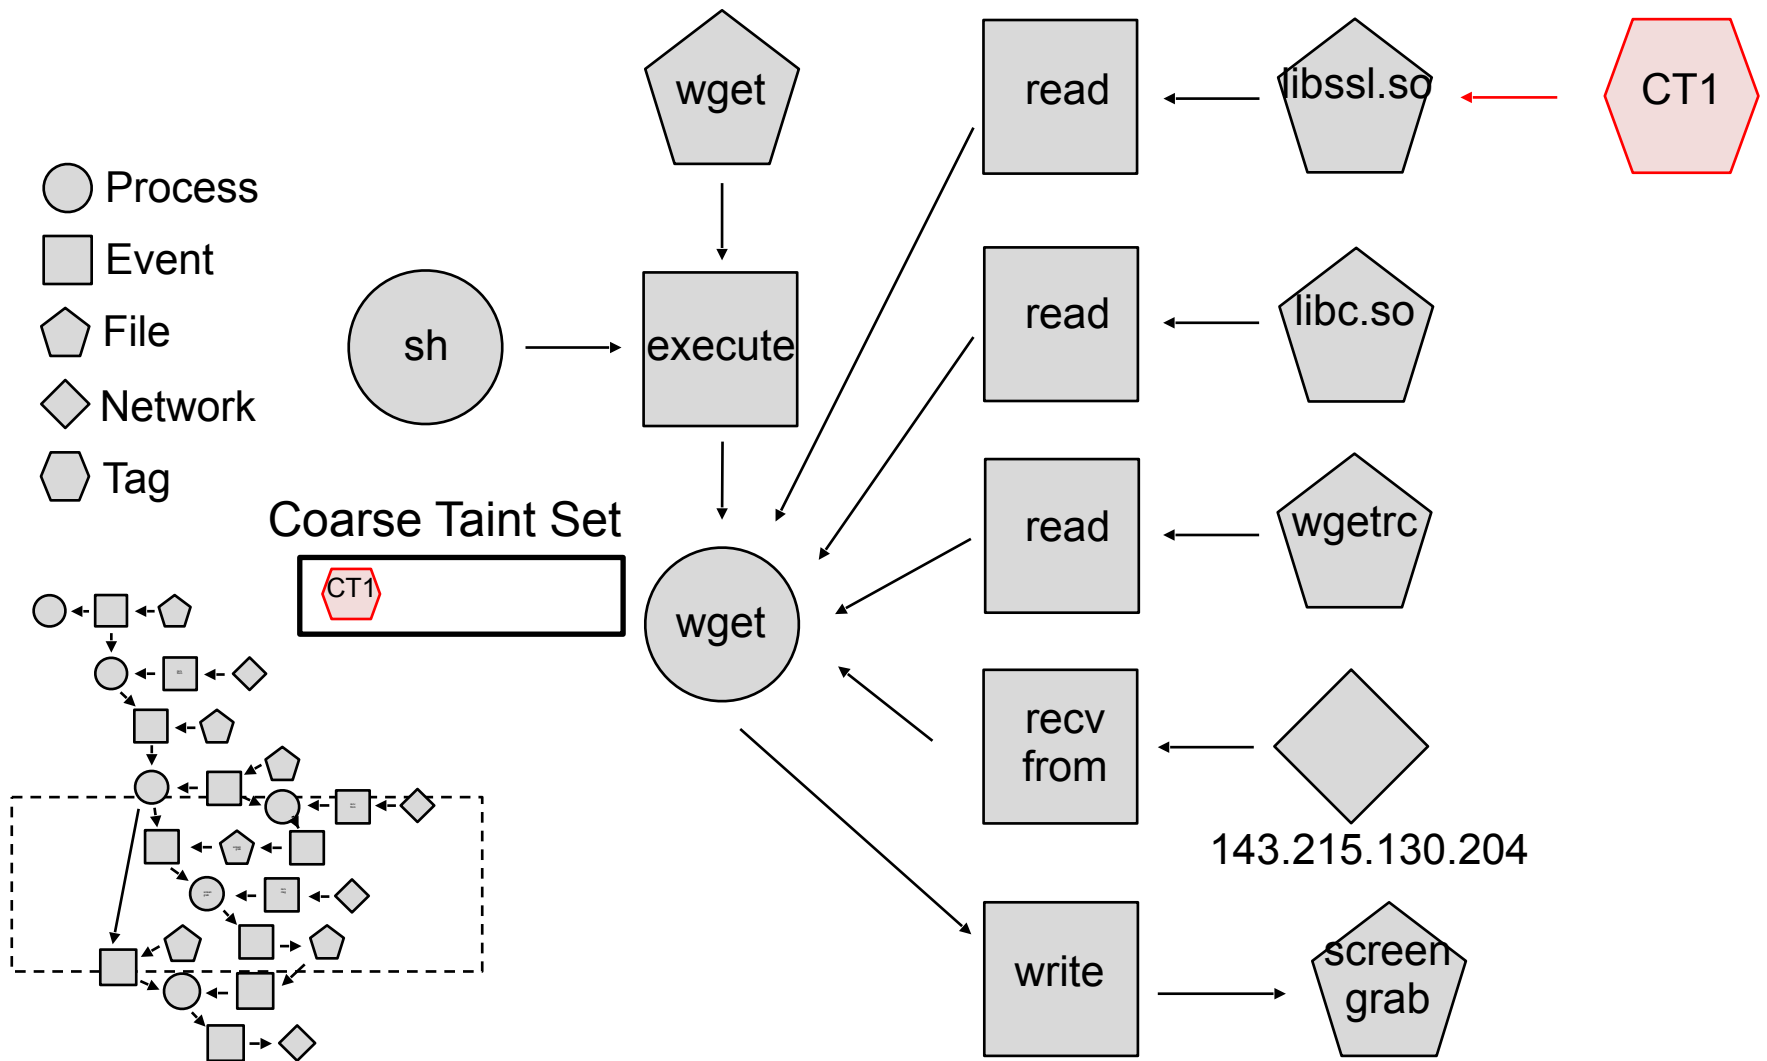 wget
read
libssl.so
CT1
Process
Event
File
Network
Tag
sh
execute
read
libc.so
Coarse Taint Set
CT1
wget
read
wgetrc
recv
from
143.215.130.204
write
screen
grab